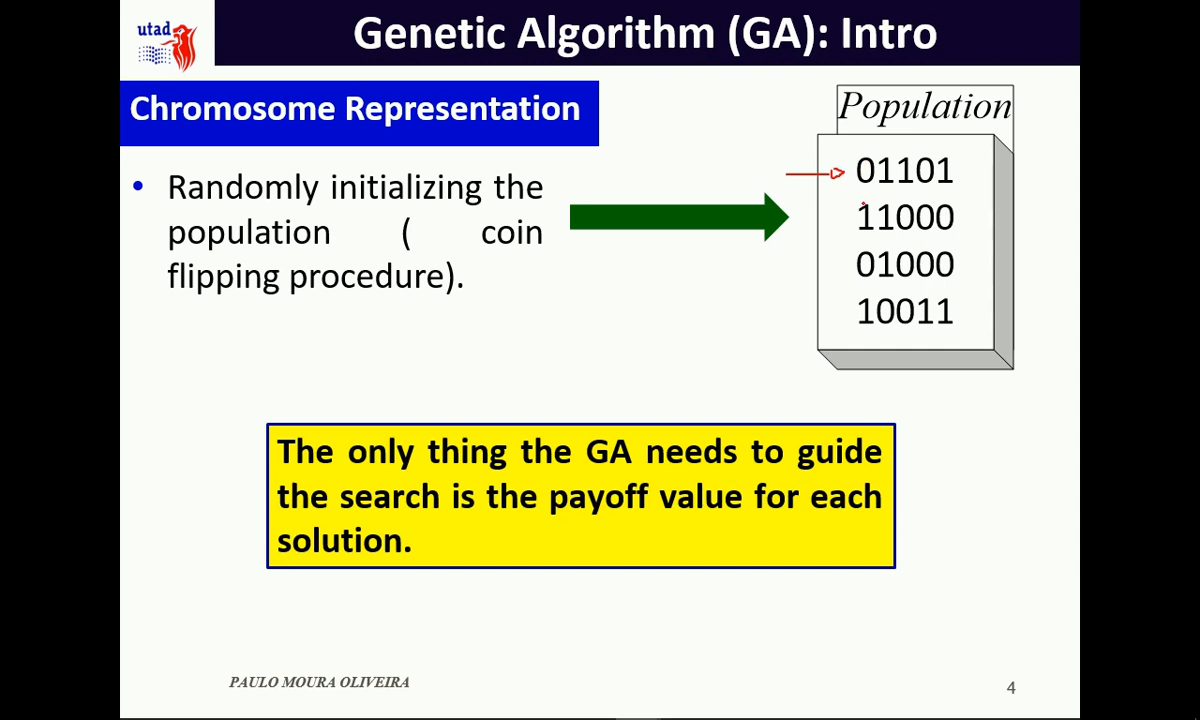 utad
Genetic Algorithm (GA): Intro
Chromosome Representation
Population
• Randomly initializing the
population ( coin
flipping procedure).
01101
11000
01000
10011
The only thing the GA needs to guide
the search is the payoff value for each
solution.
PAULO MOURA OLIVEIRA
4